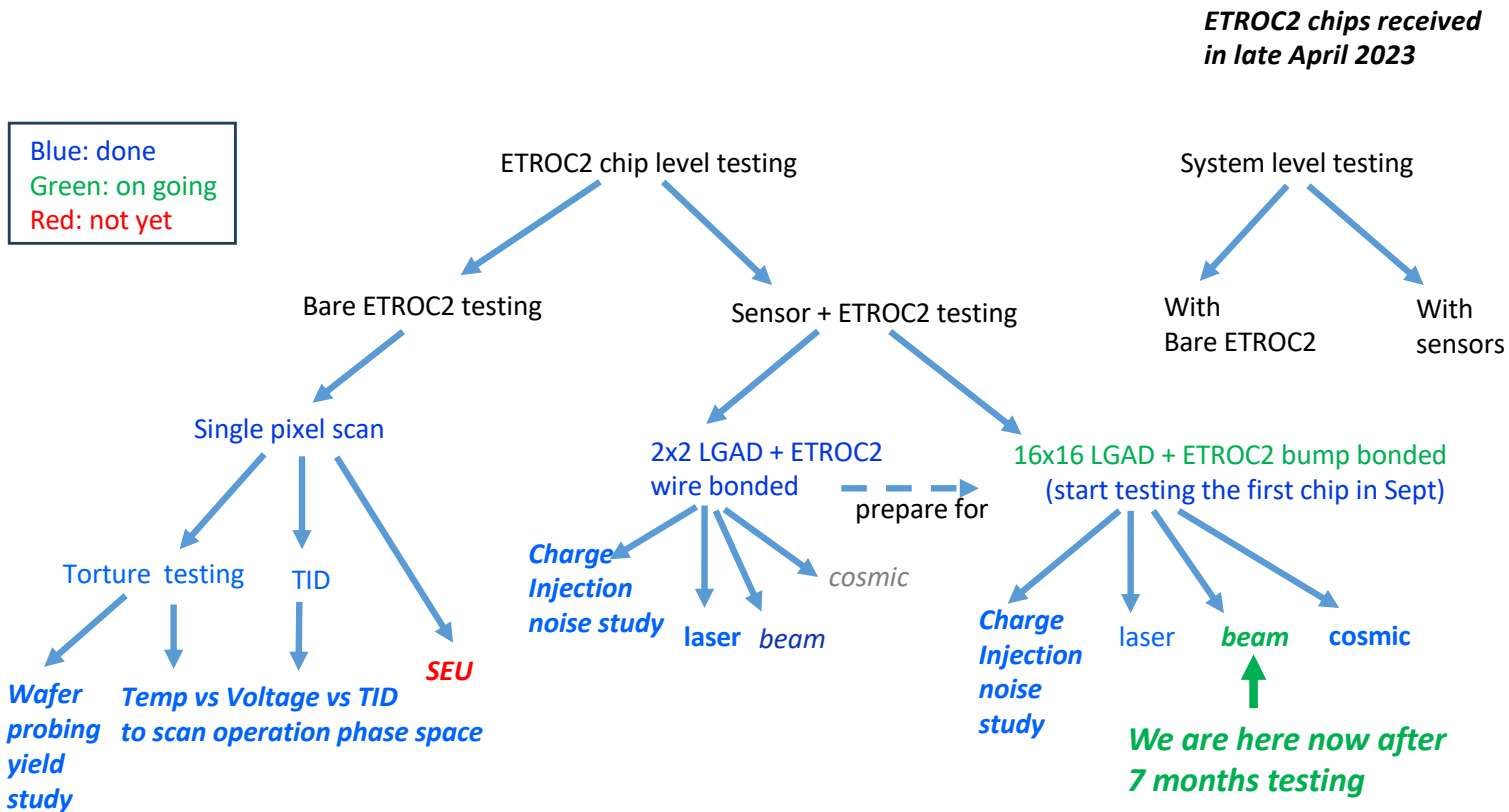 ETROC2 chips received
in late April 2023
Blue: done
Green: on going
Red: not yet
ETROC2 chip level testing
System level testing
Bare ETROC2 testing
Sensor + ETROC2 testing
With
Bare ETROC2
With
sensors
Single pixel scan
2x2 LGAD + ETROC2
wire bonded
prepare for
16x16 LGAD + ETROC2 bump bonded
(start testing the first chip in Sept)
Torture testing
TID
SEU
Charge
Injection
noise study
laser
beam
cosmic
Charge
Injection
noise
study
laser
beam
cosmic
Wafer
probing
yield
study
Temp vs Voltage vs TID
to scan operation phase space
We are here now after
7 months testing